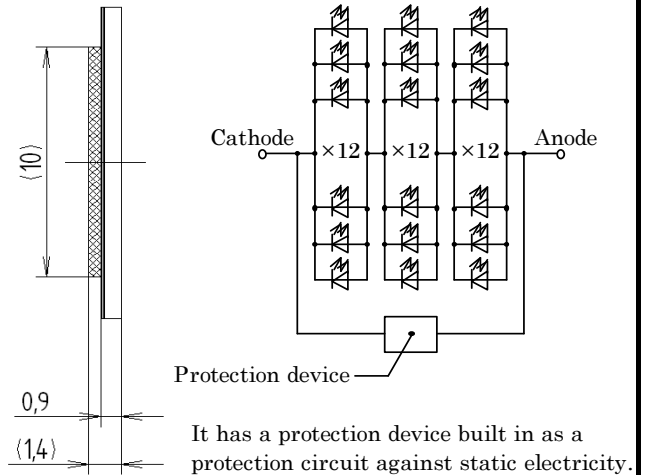 Cathode
Anode
×12 ×12 ×12
(10)
Protection device
0,9
(1,4)
It has a protection device built in as a
protection circuit against static electricity.